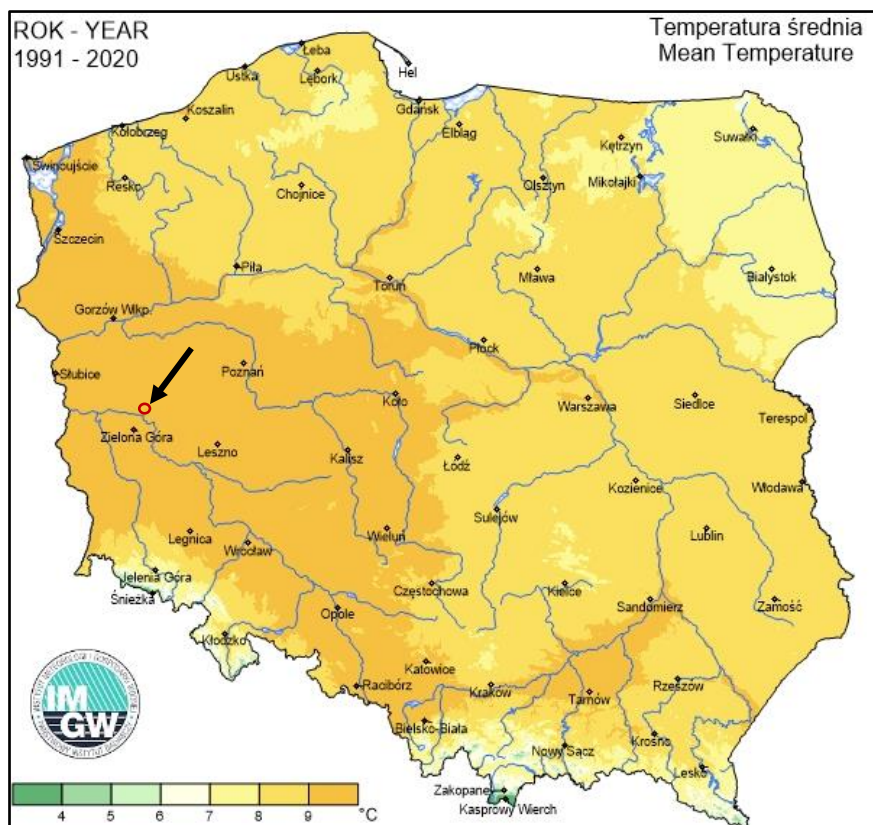 ROK - YEAR
1991 - 2020
Temperatura średnia
Mean Temperature
Łeba
Hel
Ustka
Lębork
Koszalin
Gdańsk
Kołobrzeg
Elbląg
Kętrzyn
Suwałki
Świnoujście
Resko
Chojnice
Olsztyn
Mikołajki
Szczecin
Piła
Toruń
Mława
Białystok
Gorzów Wlkp.
Płock
Słubice
Poznań
Koło
Warszawa
Siedlce
Terespol
Zielona Góra
Leszno
Kalisz
Łódź
Kozienice
Włodawa
Sulejów
Legnica
Wrocław
Wieluń
Lublin
Jelenia Góra
Śnieżka
Częstochowa
Kielce
Sandomierz
Zamość
Opole
Kłodzko
Katowice
Racibórz
Kraków
Tarnów
Rzeszów
Bielsko-Biała
Nowy Sącz
Krosno
Lesko
Zakopane
Kasprowy Wierch
IM
GW
4 5 6 7 8 9 °C